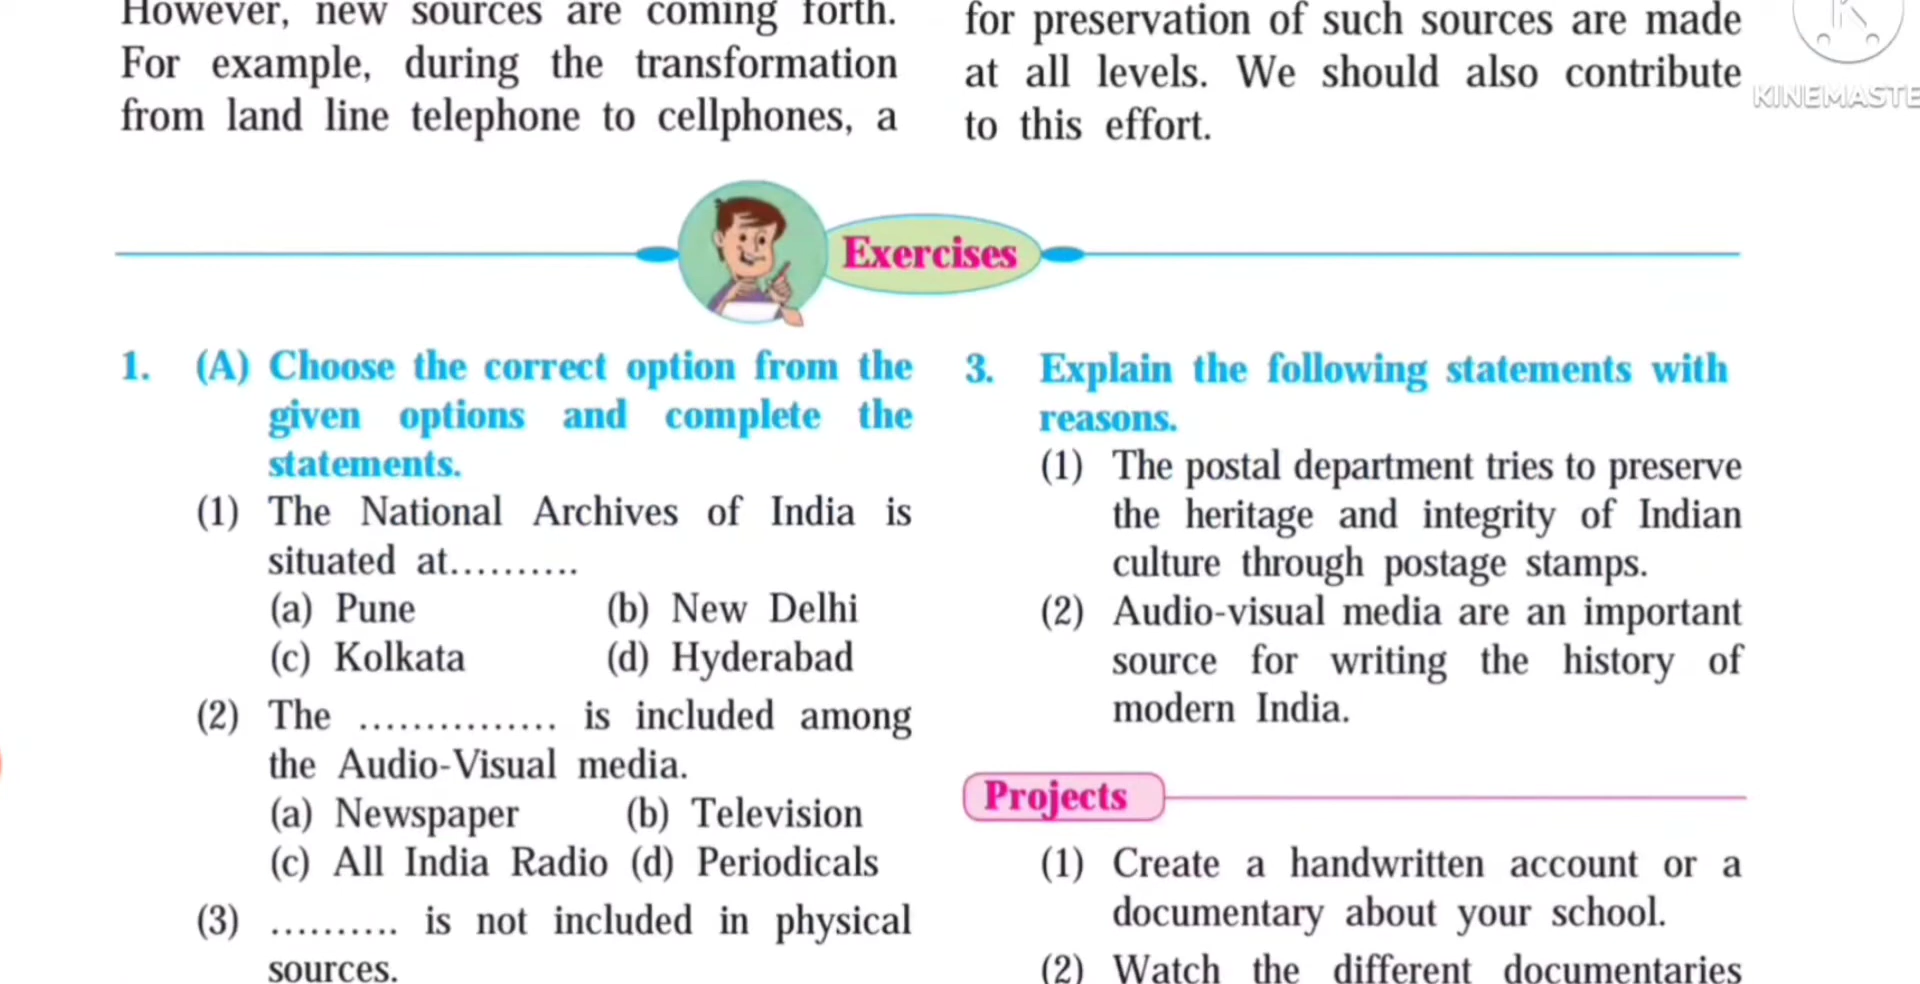 However, new sources are coming forth.
For example, during the transformation
from land line telephone to cellphones, a
for preservation of such sources are made
at all levels. We should also contribute
to this effort.
KINEMASTE
Exercises
1. (A) Choose the correct option from the
given options and complete the
statements.
(1) The National Archives of India is
situated at..........
(a) Pune (b) New Delhi
(c) Kolkata (d) Hyderabad
(2) The ............... is included among
the Audio-Visual media.
(a) Newspaper (b) Television
(c) All India Radio (d) Periodicals
(3) .......... is not included in physical
sources.
3. Explain the following statements with
reasons.
(1) The postal department tries to preserve
the heritage and integrity of Indian
culture through postage stamps.
(2) Audio-visual media are an important
source for writing the history of
modern India.
Projects
(1) Create a handwritten account or a
documentary about your school.
(2) Watch the different documentaries